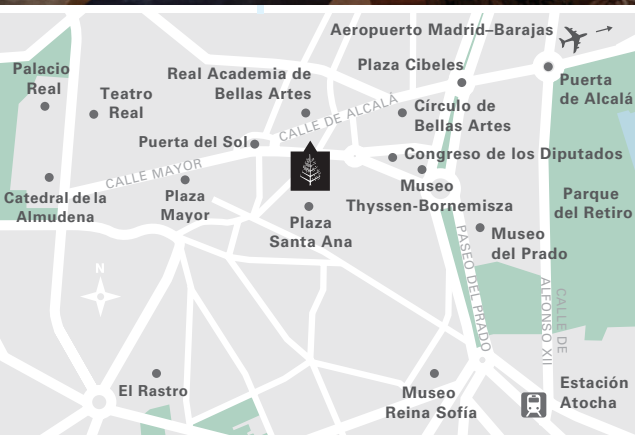 Aeropuerto Madrid–Barajas
Palacio
Real
Teatro
Real
Real Academia de
Bellas Artes
Plaza Cibeles
Puerta
de Alcalá
CALLE DE ALCALÁ
Círculo de
Bellas Artes
Puerta del Sol
Congreso de los Diputados
CALLE MAYOR
Catedral de la
Almudena
Plaza
Mayor
Plaza
Santa Ana
Museo
Thyssen-Bornemisza
Parque
del Retiro
Museo
del Prado
PASEO DEL PRADO
CALLE DE
ALFONSO XII
N
El Rastro
Museo
Reina Sofía
Estación
Atocha